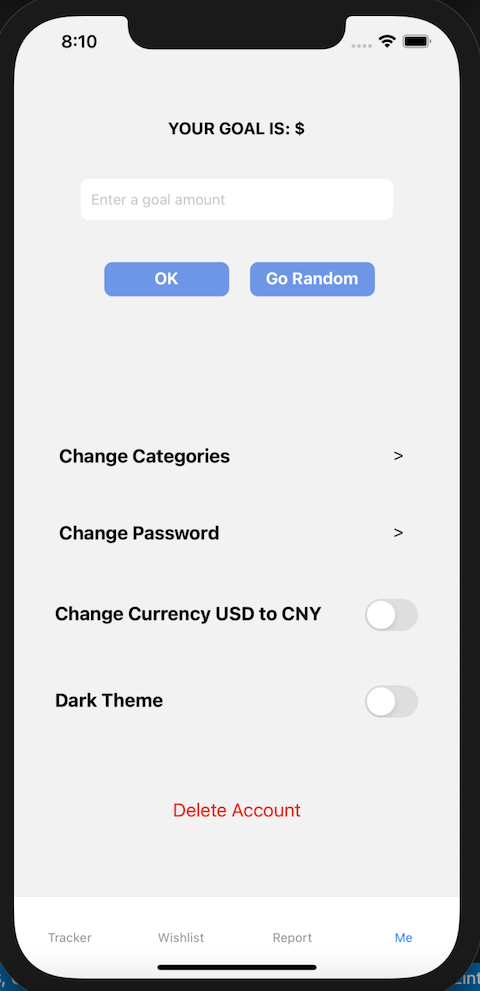 8:10
YOUR GOAL IS: $
Enter a goal amount
OK Go Random
Change Categories >
Change Password >
Change Currency USD to CNY
Dark Theme
Delete Account
Tracker Wishlist Report Me